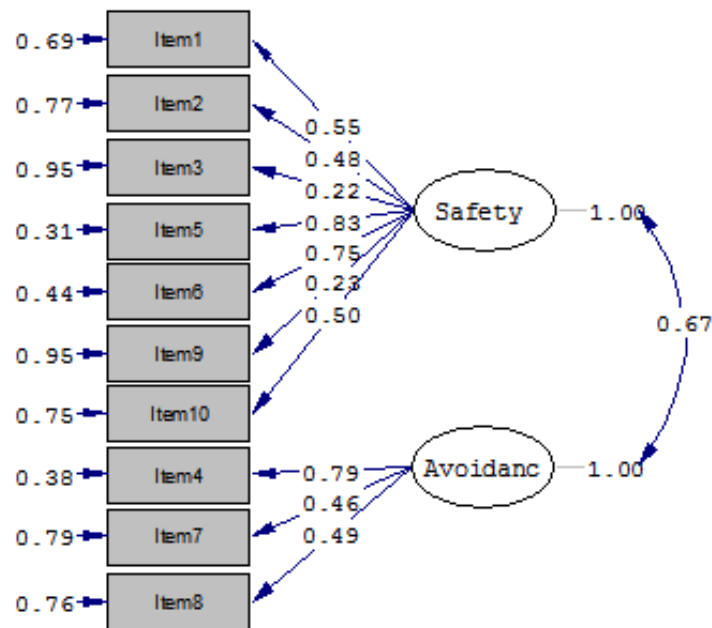 0.69 Item1
0.77 Item2
0.95 Item3
0.31 Item5
0.44 Item6
0.95 Item9
0.75 Item10
0.38 Item4
0.79 Item7
0.76 Item8
0.55
0.48
0.22
0.83
0.75
0.23
0.50
0.79
0.46
0.49
Safety 1.00
0.67
Avoidanc 1.00